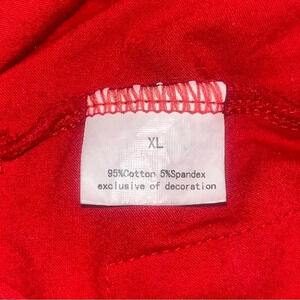 XL
95%Cotton 5%Spandex
exclusive of decoration